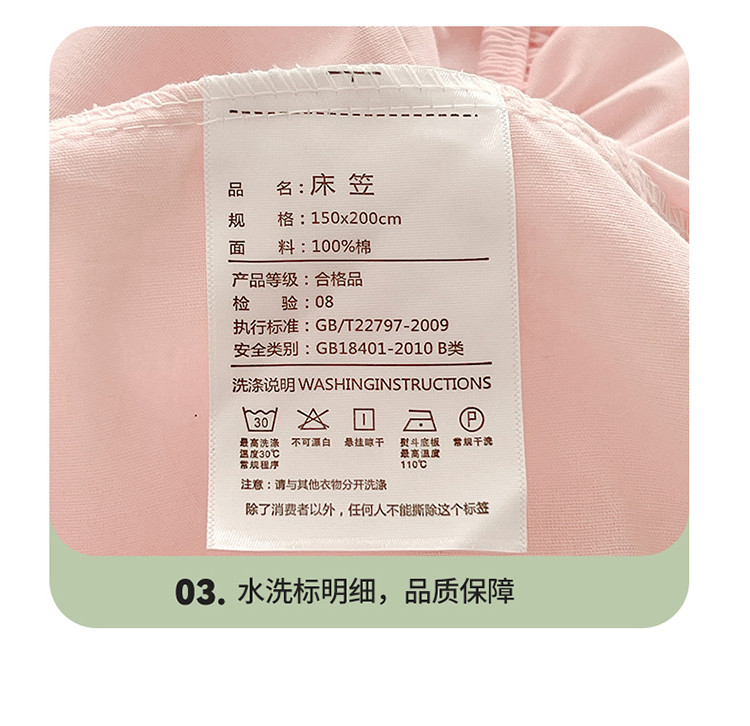 品 名：床 笠
规 格：150x200cm
面 料：100%棉
产品等级：合格品
检 验：08
执行标准：GB/T22797-2009
安全类别：GB18401-2010 B类
洗涤说明 WASHINGINSTRUCTIONS
30
P
最高洗涤
温度30℃
常规程序
不可漂白
悬挂晾干
熨斗底板
最高温度
110℃
常规干洗
注意：请与其他衣物分开洗涤
除了消费者以外，任何人不能撕除这个标签
03. 水洗标明细，品质保障